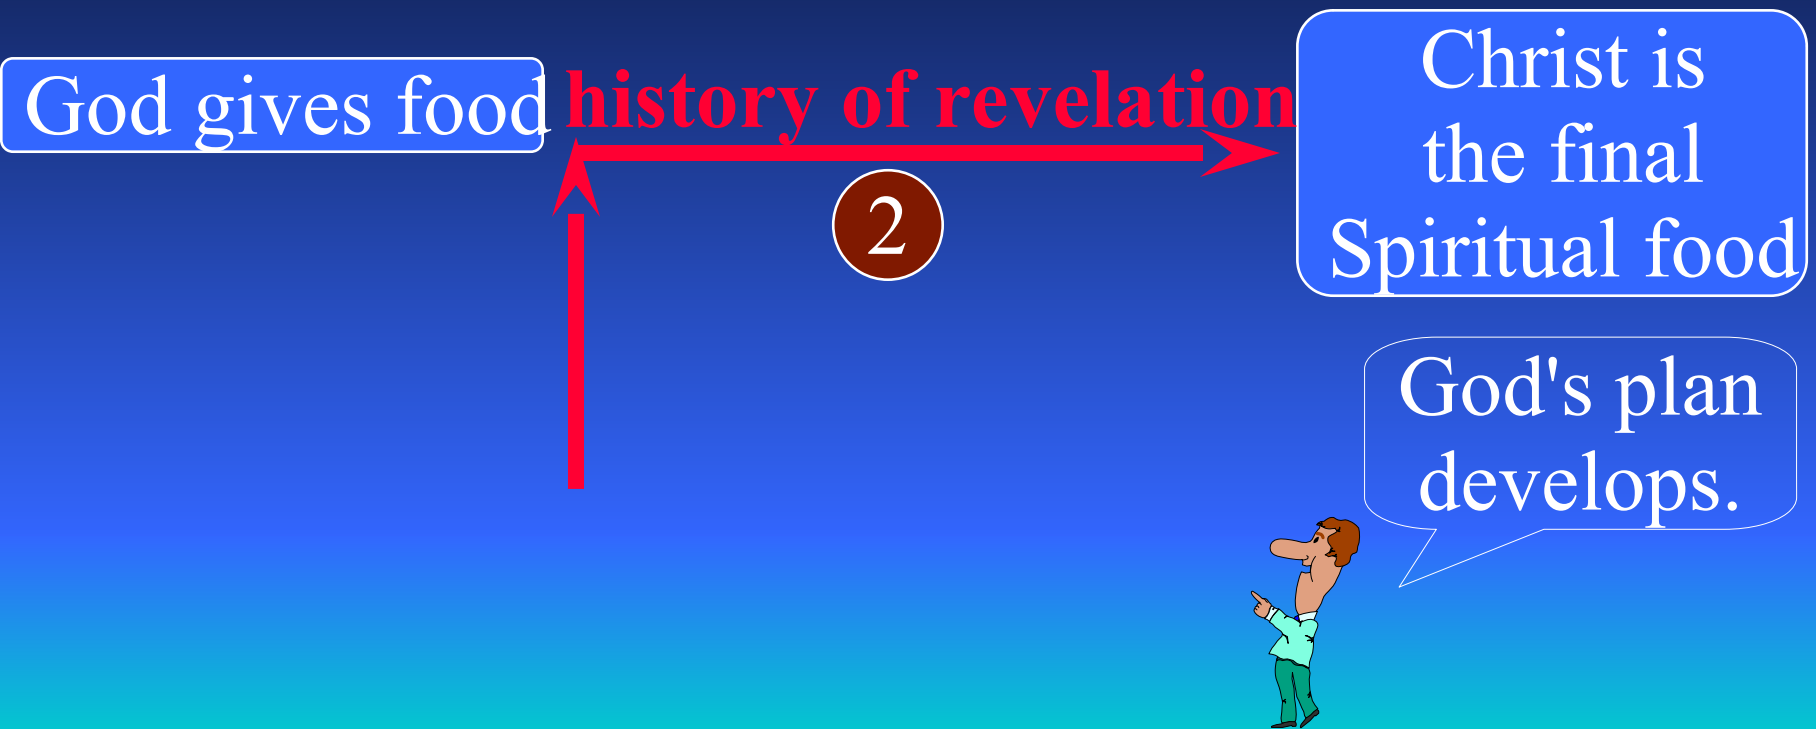 God gives food
history of revelation
2
Christ is
the final
Spiritual food
God's plan
develops.